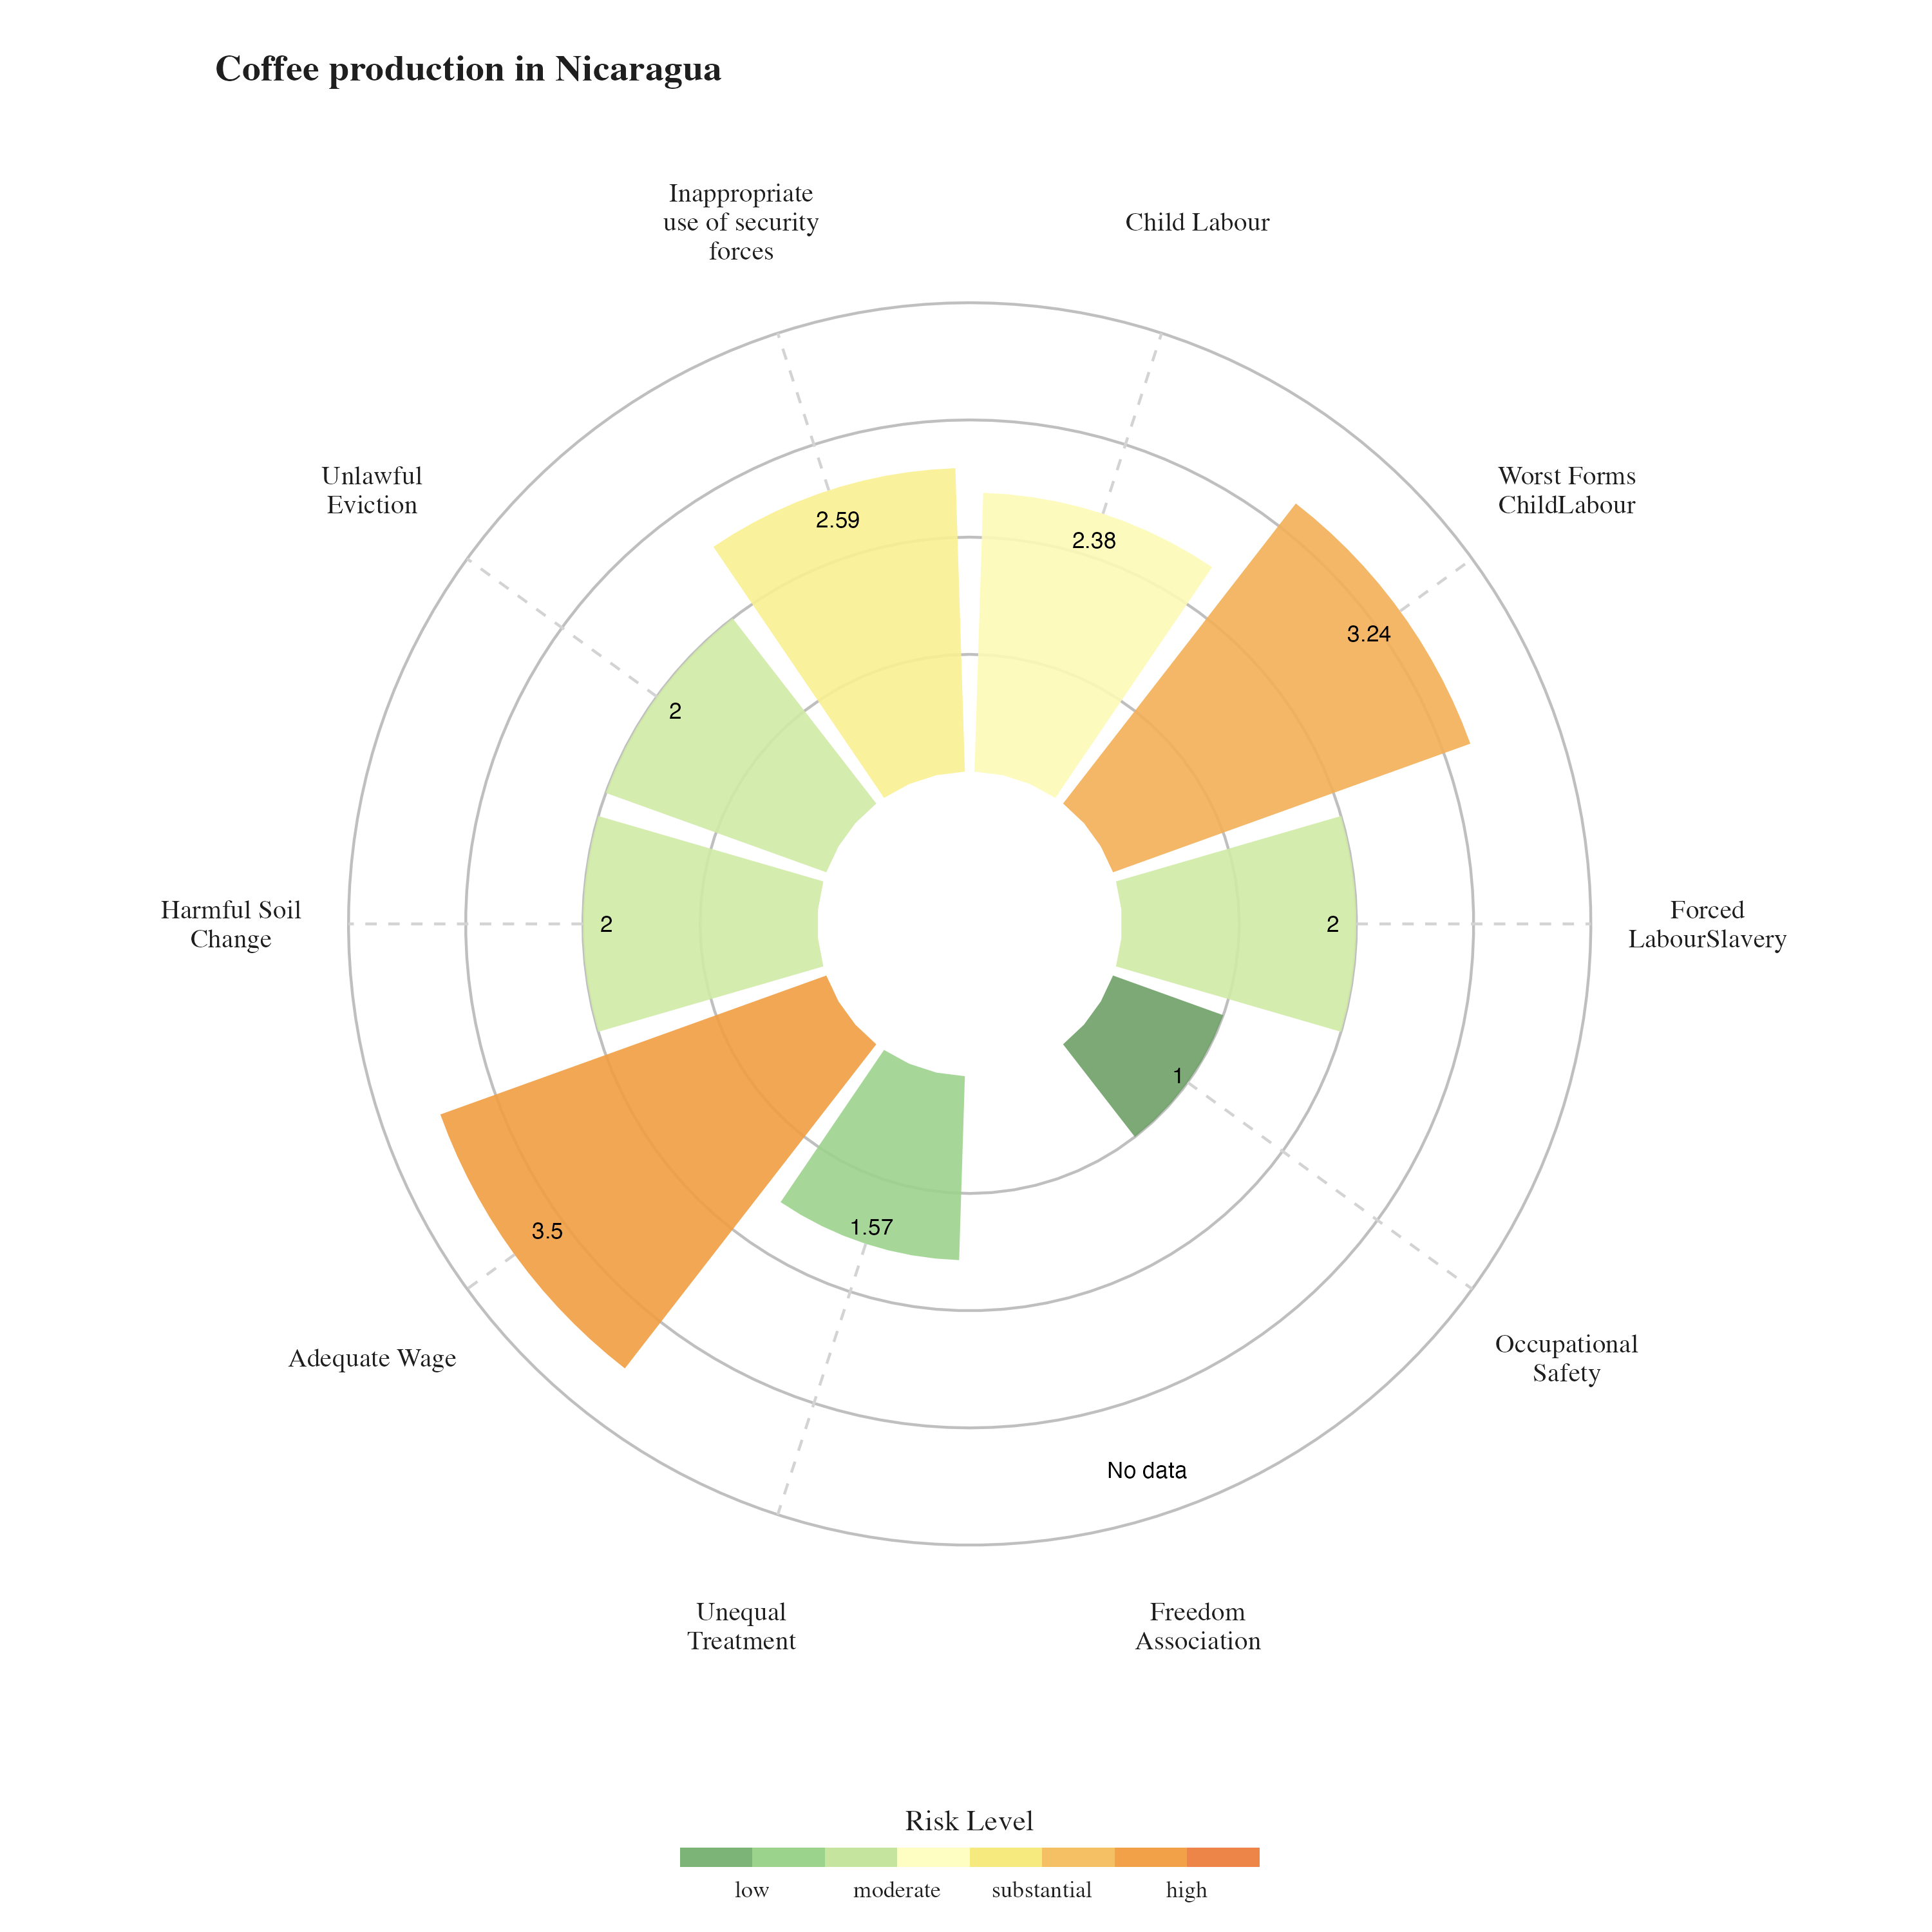 Coffee production in Nicaragua
Inappropriate
use of security
forces
Child Labour
Unlawful
Eviction
Worst Forms
ChildLabour
2.59
2.38
3.24
2
Harmful Soil
Change
2
2
Forced
LabourSlavery
1
3.5
1.57
Adequate Wage
Occupational
Safety
No data
Unequal
Treatment
Freedom
Association
Risk Level
low moderate substantial high